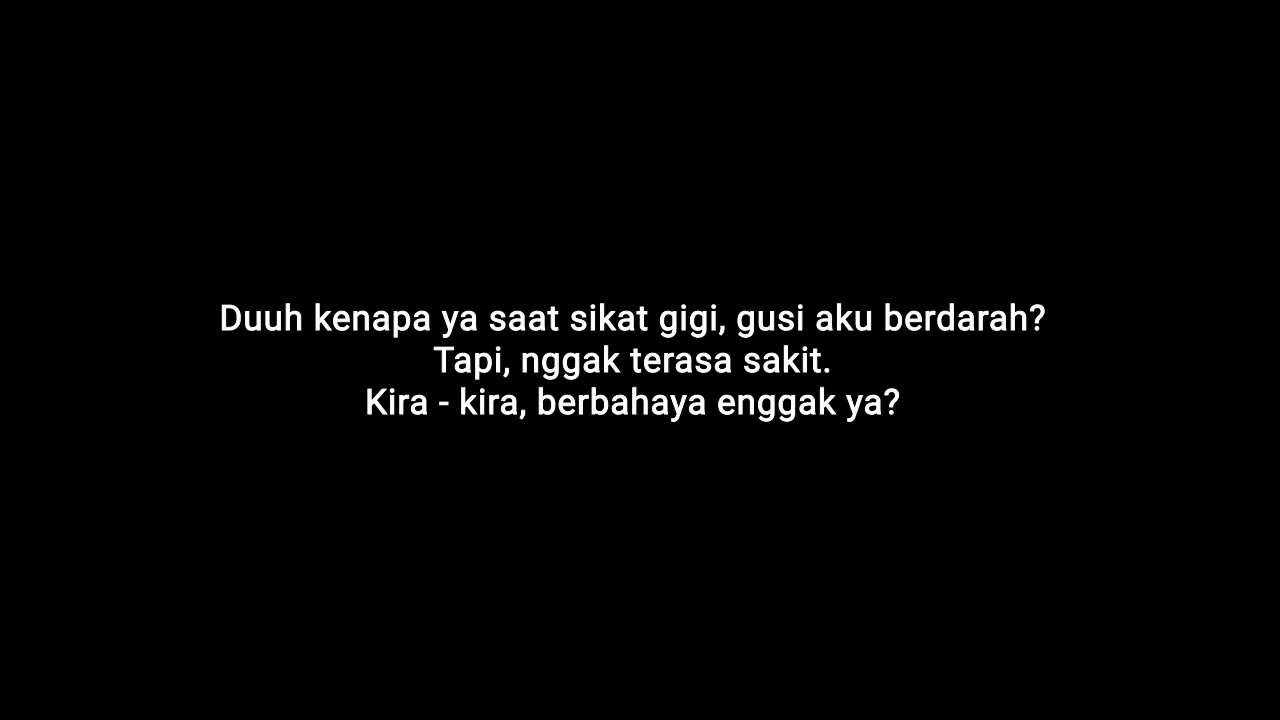 Duuh kenapa ya saat sikat gigi, gusi aku berdarah?
Tapi, nggak terasa sakit.
Kira - kira, berbahaya enggak ya?